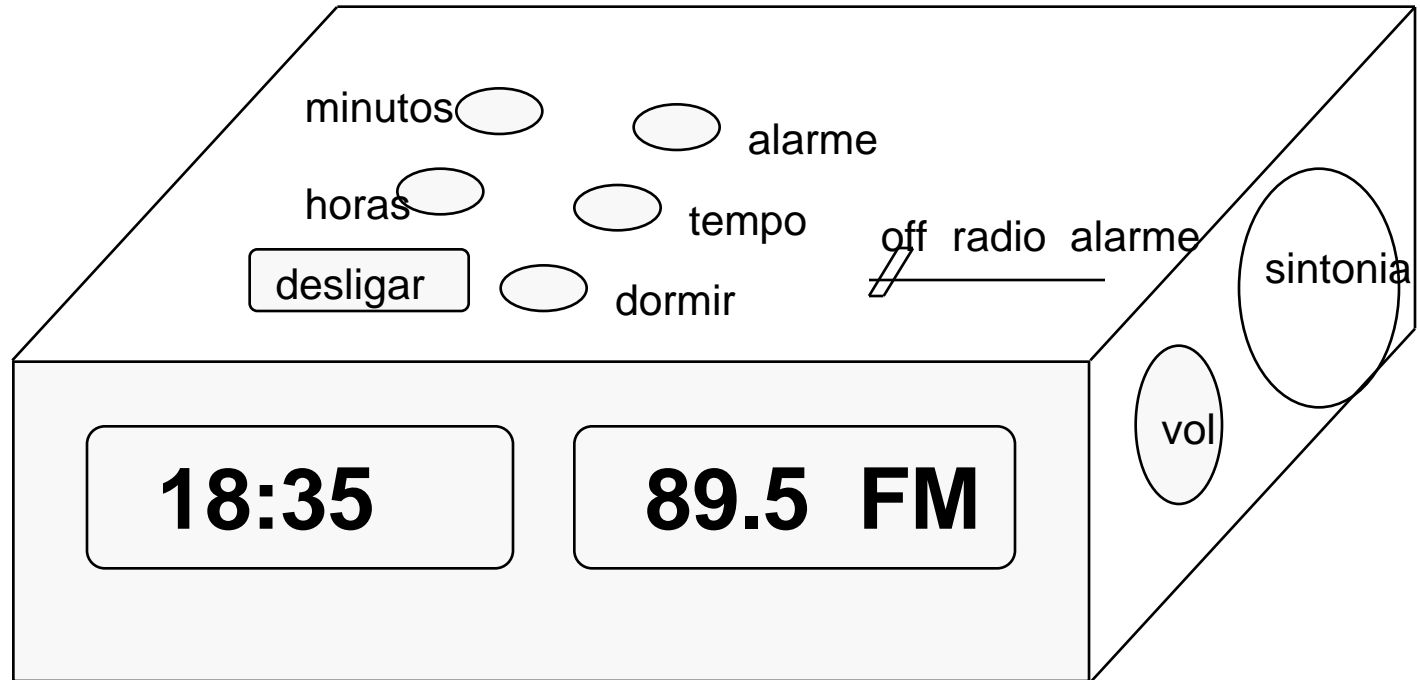 minutos
alarme
horas
tempo
off radio alarme
sintonia
desligar
dormir
vol
18:35
89.5 FM